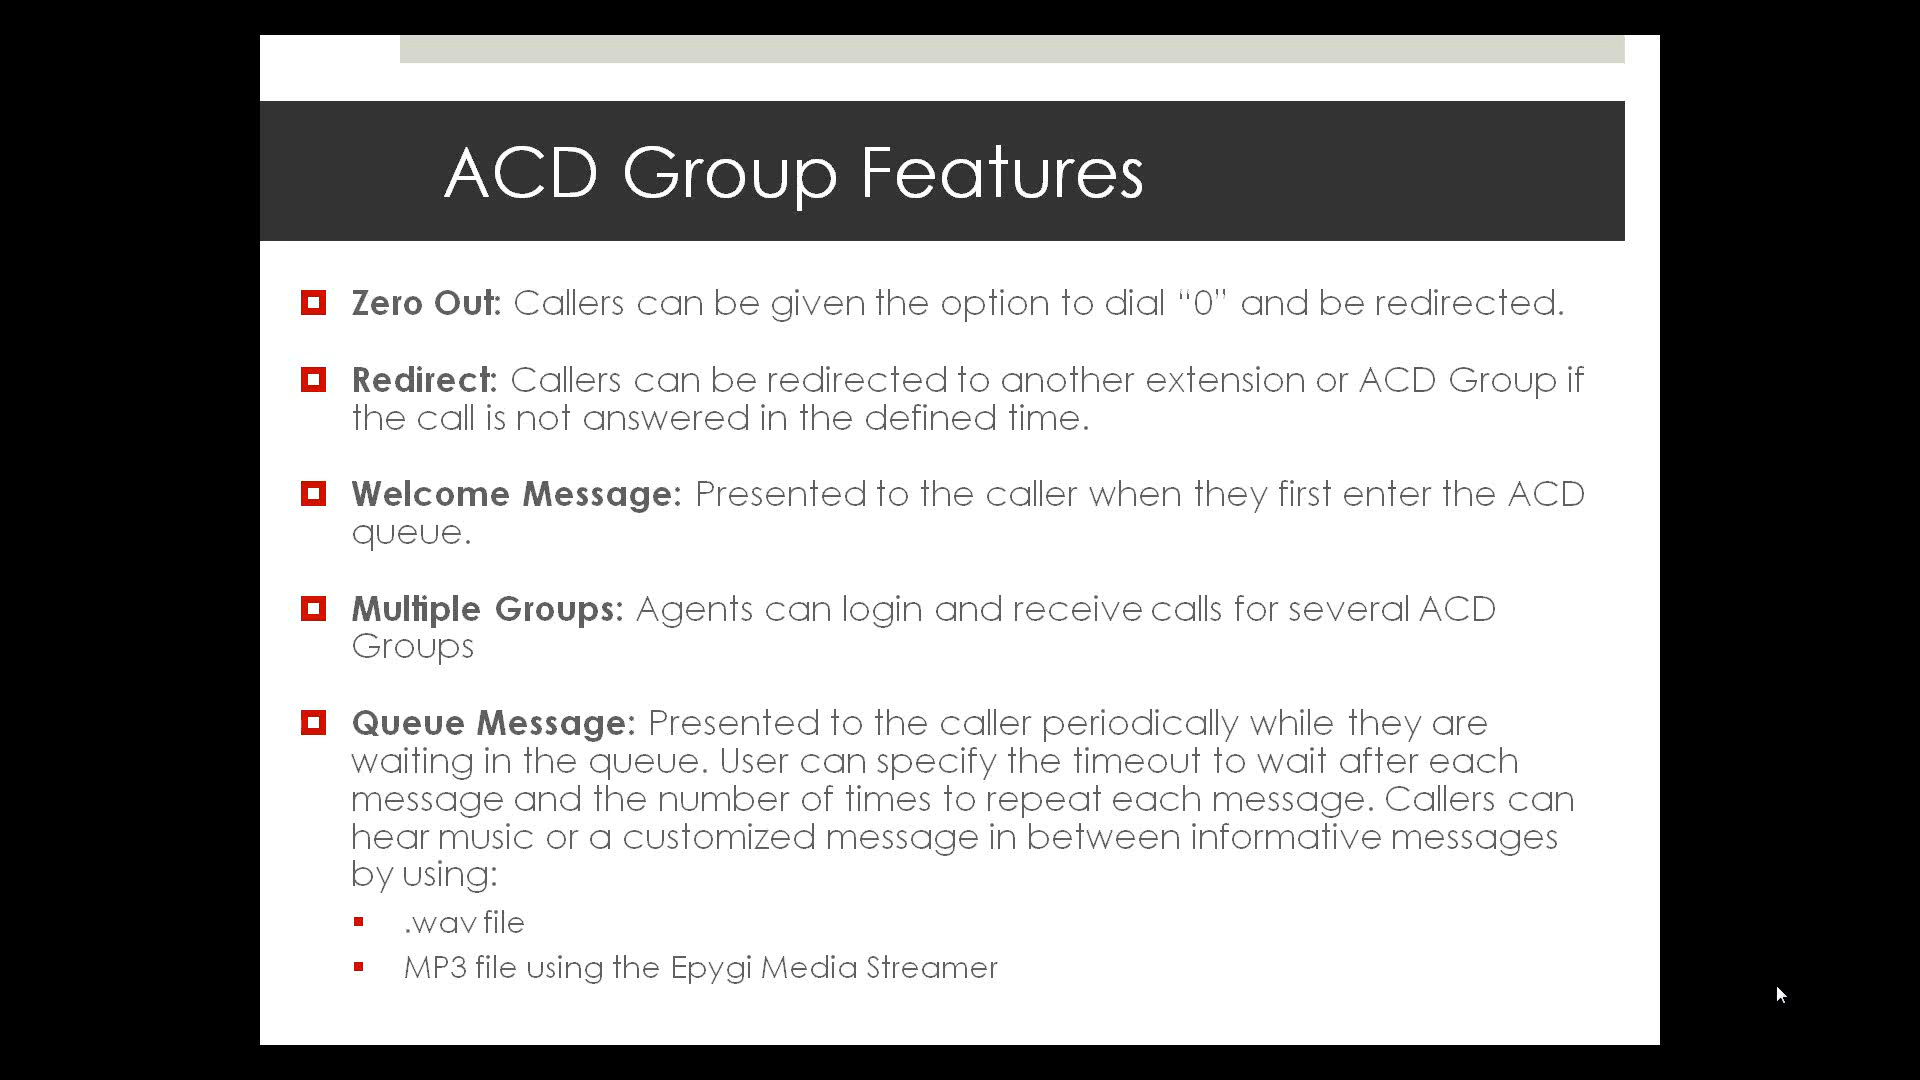 ACD Group Features
Zero Out: Callers can be given the option to dial “0” and be redirected.
Redirect: Callers can be redirected to another extension or ACD Group if
the call is not answered in the defined time.
Welcome Message: Presented to the caller when they first enter the ACD
queue.
Multiple Groups: Agents can login and receive calls for several ACD
Groups
Queue Message: Presented to the caller periodically while they are
waiting in the queue. User can specify the timeout to wait after each
message and the number of times to repeat each message. Callers can
hear music or a customized message in between informative messages
by using:
.wav file
MP3 file using the Epygi Media Streamer